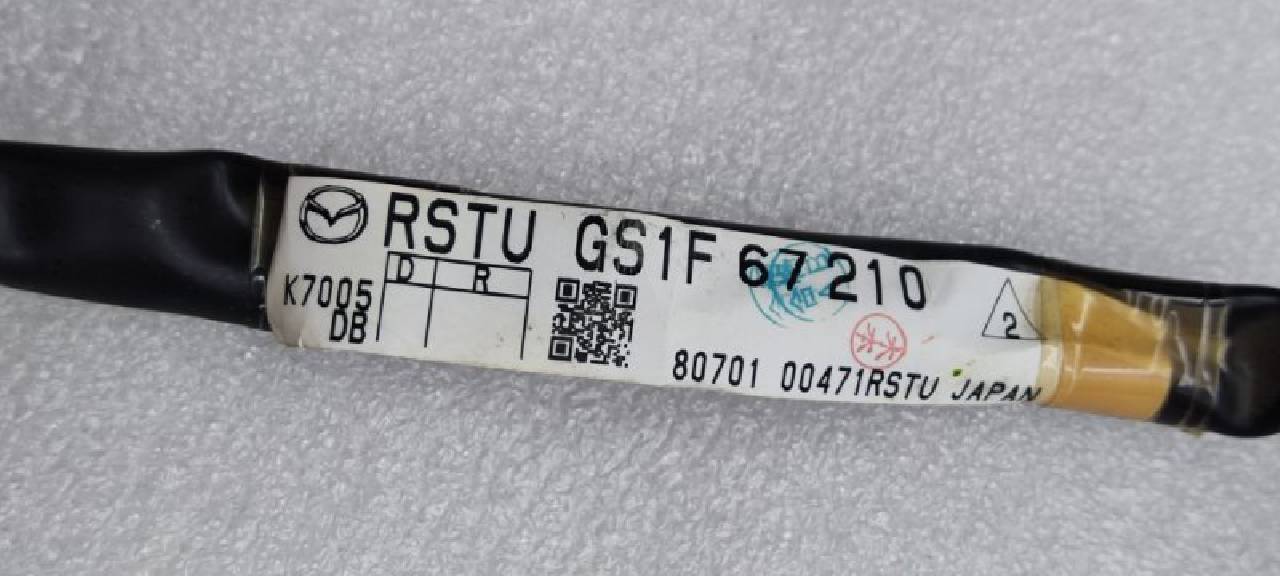 RSTU GS1F 67 210
D R
K7005
DB
2
80701 00471RSTU JAPAN